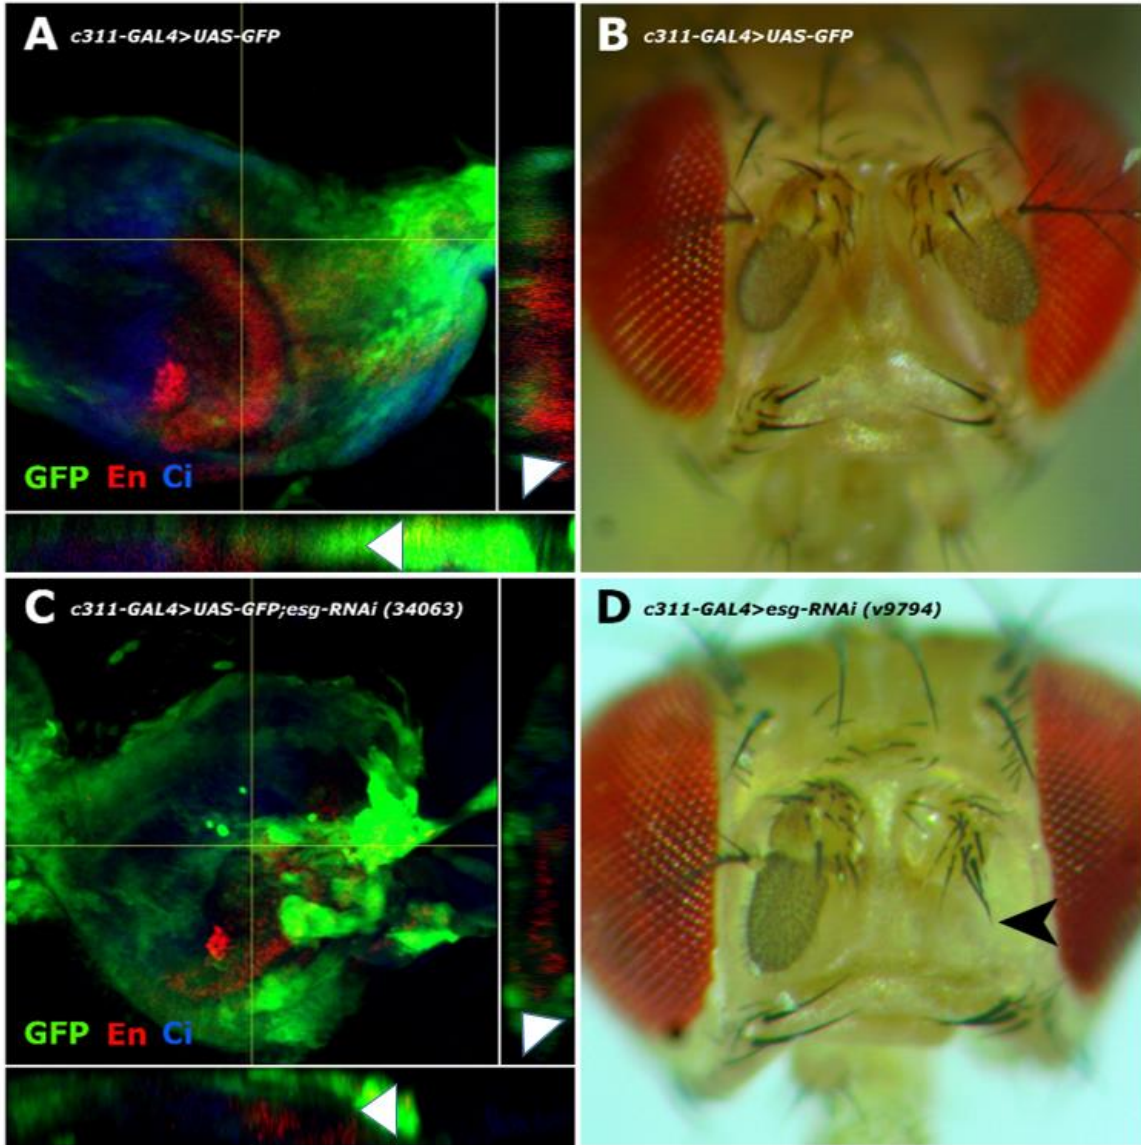 A c311-GAL4>UAS-GFP
GFP En Ci
B c311-GAL4>UAS-GFP
C c311-GAL4>UAS-GFP;esg-RNAi (34063)
GFP En Ci
D c311-GAL4>esg-RNAi (v9794)